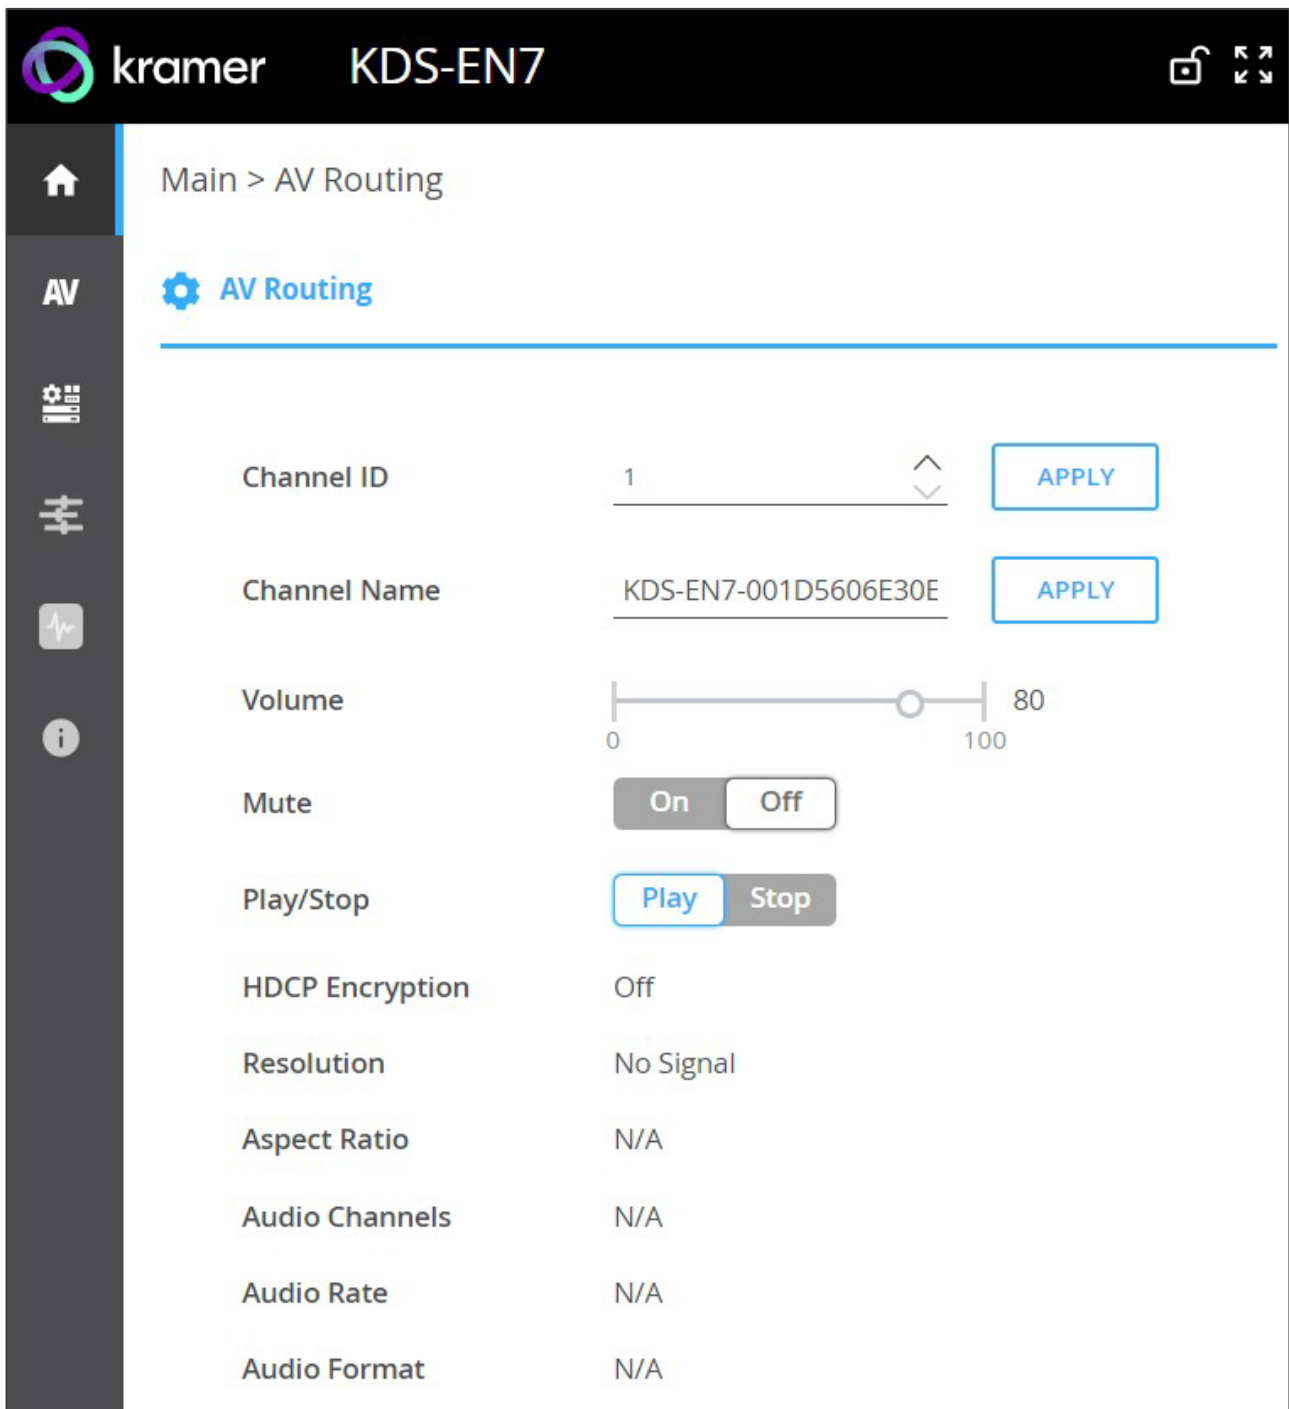 kramer KDS-EN7
Main > AV Routing
AV
AV Routing
Channel ID 1 APPLY
Channel Name KDS-EN7-001D5606E30E APPLY
Volume 80
0 100
Mute On Off
Play/Stop Play Stop
HDCP Encryption Off
Resolution No Signal
Aspect Ratio N/A
Audio Channels N/A
Audio Rate N/A
Audio Format N/A